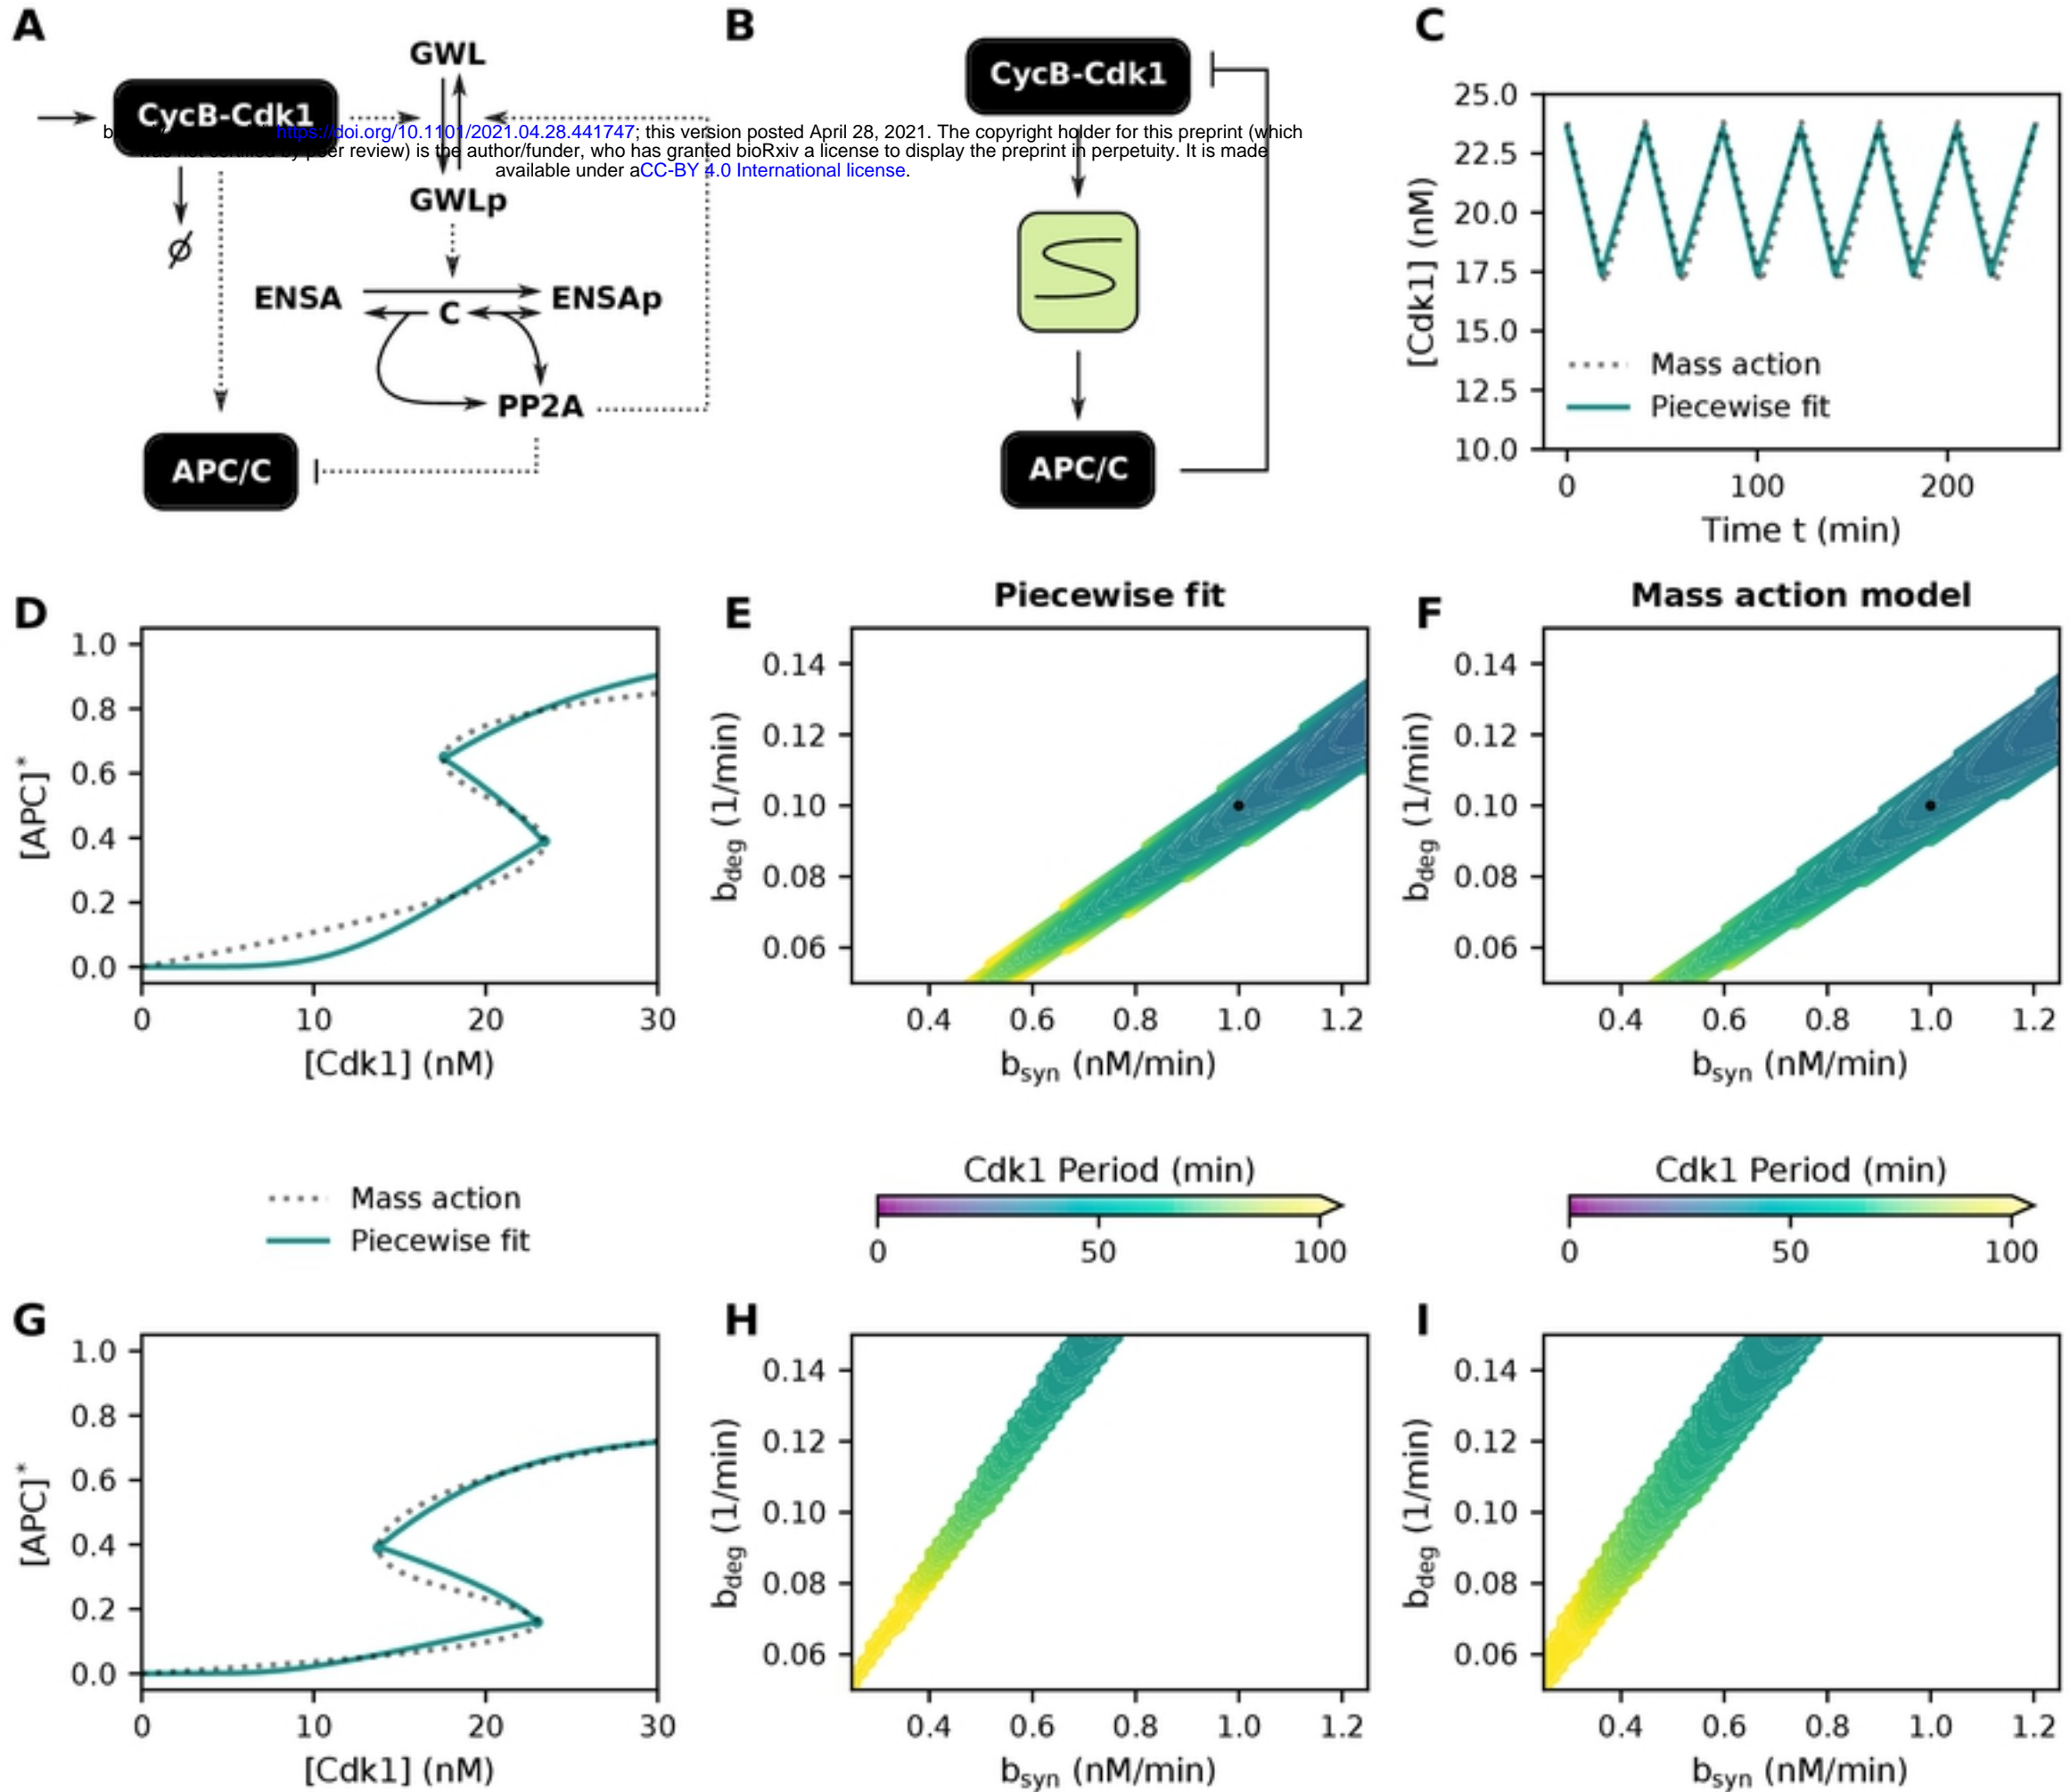 A
GWL
CycB-Cdk1
https://doi.org/10.1101/2021.04.28.441747; this version posted April 28, 2021. The copyright holder for this preprint (which
was not certified by peer review) is the author/funder, who has granted bioRxiv a license to display the preprint in perpetuity. It is made
available under aCC-BY 4.0 International license.
GWLp
∅
ENSA
C
ENSAp
PP2A
APC/C
B
CycB-Cdk1
APC/C
C
[Cdk1] (nM)
25.0
22.5
20.0
17.5
15.0
12.5
10.0
Mass action
Piecewise fit
0 100 200
Time t (min)
D
[APC]*
1.0
0.8
0.6
0.4
0.2
0.0
0 10 20 30
[Cdk1] (nM)
E
Piecewise fit
b_deg (1/min)
0.14
0.12
0.10
0.08
0.06
0.4 0.6 0.8 1.0 1.2
b_syn (nM/min)
F
Mass action model
b_deg (1/min)
0.14
0.12
0.10
0.08
0.06
0.4 0.6 0.8 1.0 1.2
b_syn (nM/min)
Mass action
Piecewise fit
Cdk1 Period (min)
0 50 100
Cdk1 Period (min)
0 50 100
G
[APC]*
1.0
0.8
0.6
0.4
0.2
0.0
0 10 20 30
[Cdk1] (nM)
H
b_deg (1/min)
0.14
0.12
0.10
0.08
0.06
0.4 0.6 0.8 1.0 1.2
b_syn (nM/min)
I
b_deg (1/min)
0.14
0.12
0.10
0.08
0.06
0.4 0.6 0.8 1.0 1.2
b_syn (nM/min)